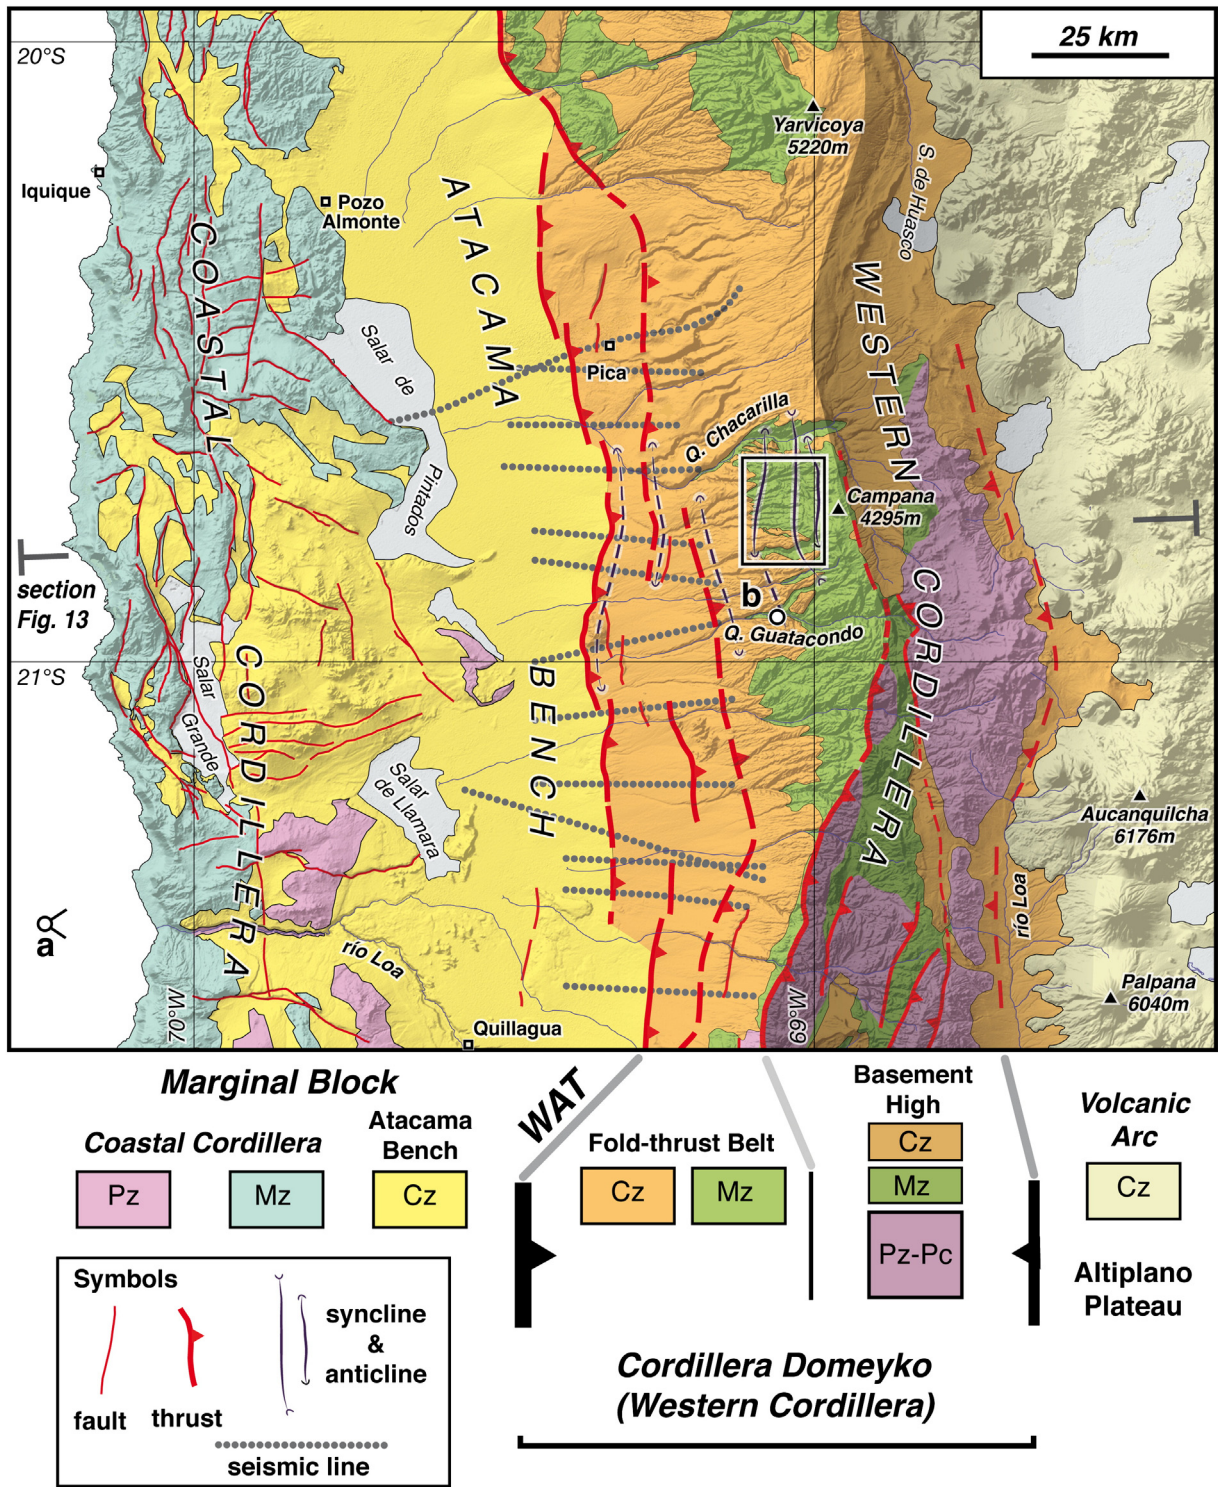 20°S
25 km
Yarvicoya
5220m
S. de Huasco
Iquique
Pozo
Almonte
ATACAMA
COASTAL
WESTERN
Salar de
Pica
Q. Chacarilla
Pintados
Campana
4295m
section
Fig. 13
b
Q. Guatacondo
CORDILLERA
21°S
Salar
Grande
CORDILLERA
BENCH
Salar
de Llamara
Aucanquilcha
6176m
río Loa
a
río Loa
70°W
69°W
Palpana
6040m
Quillagua
Marginal Block
WAT
Basement
High
Volcanic
Arc
Coastal Cordillera
Atacama
Bench
Fold-thrust Belt
Pz
Mz
Cz
Cz
Mz
Cz
Mz
Pz-Pc
Cz
Altiplano
Plateau
Symbols
syncline
&
anticline
fault
thrust
seismic line
Cordillera Domeyko
(Western Cordillera)